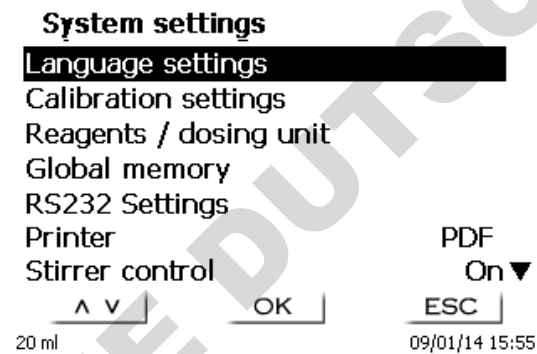 System settings
Language settings
Calibration settings
Reagents / dosing unit
Global memory
RS232 Settings
Printer PDF
Stirrer control On ▼
∧ ∨ OK ESC
20 ml 09/01/14 15:55